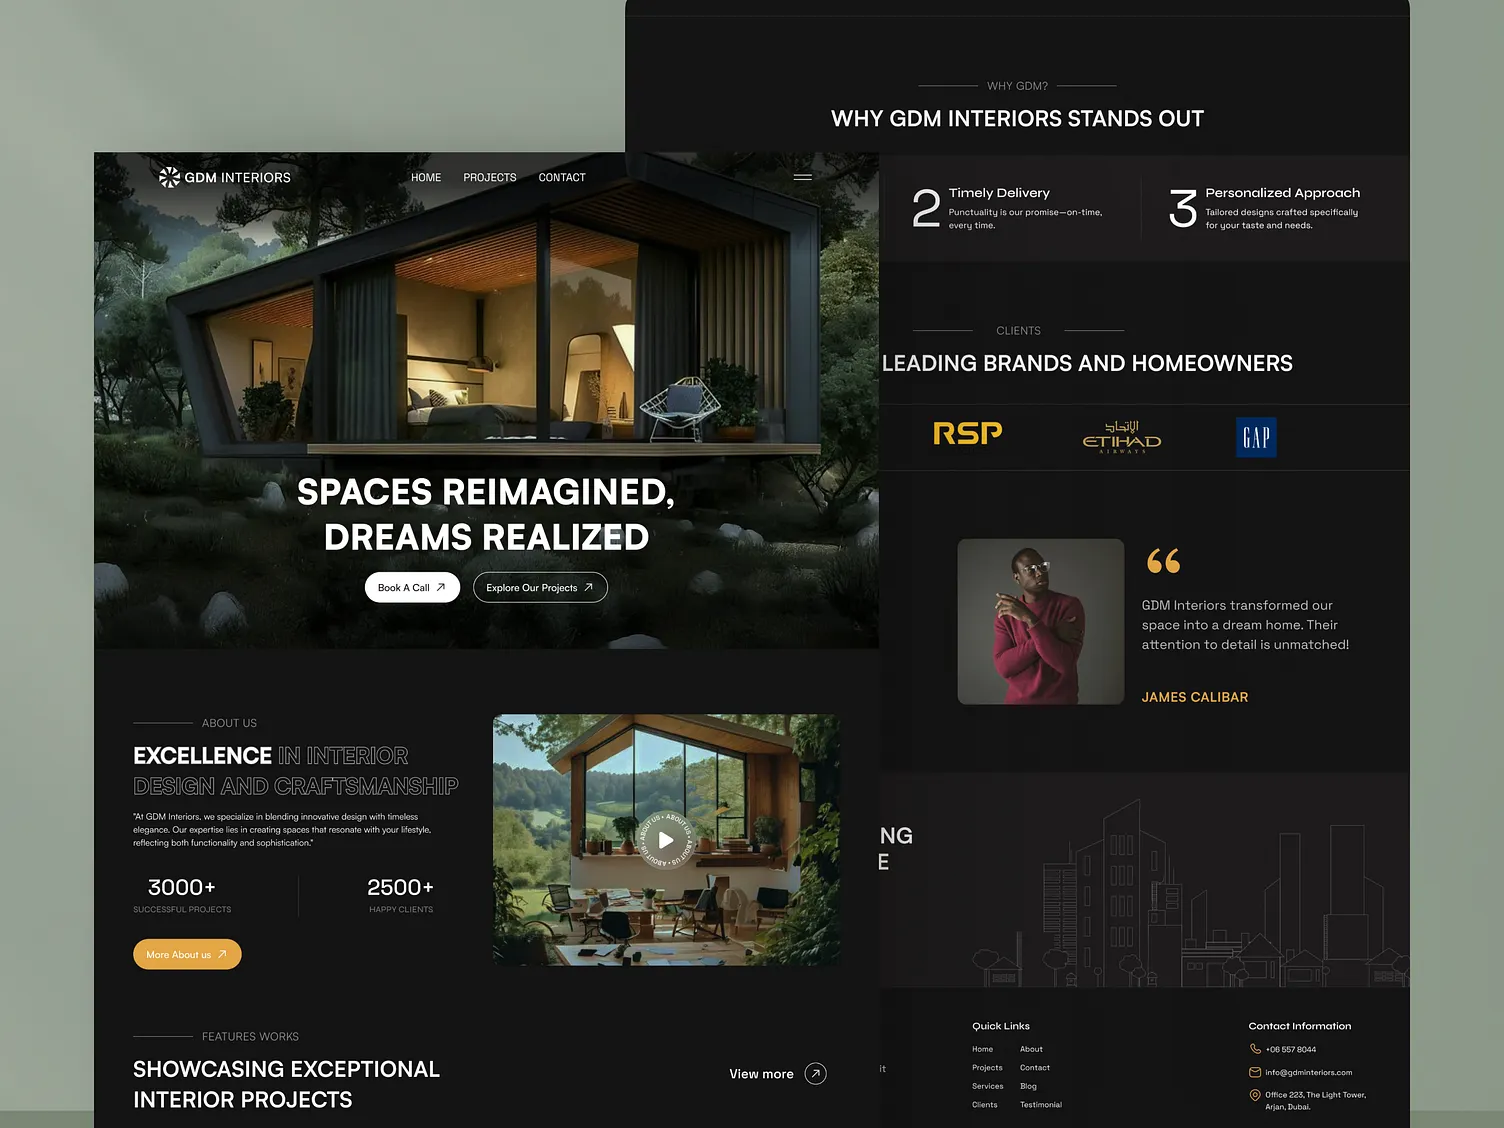 WHY GDM?
WHY GDM INTERIORS STANDS OUT
2
Timely Delivery
Punctuality is our promise—on-time,
every time.
3
Personalized Approach
Tailored designs crafted specifically
for your taste and needs.
CLIENTS
LEADING BRANDS AND HOMEOWNERS
RSP
الإتحاد
ETIHAD
AIRWAYS
GAP
“
GDM Interiors transformed our
space into a dream home. Their
attention to detail is unmatched!
JAMES CALIBAR
NG
E
it
Quick Links
Home About
Projects Contact
Services Blog
Clients Testimonial
Contact Information
+06 557 8044
info@gdminteriors.com
Office 223, The Light Tower,
Arjan, Dubai.
GDM INTERIORS
HOME PROJECTS CONTACT
SPACES REIMAGINED,
DREAMS REALIZED
Book A Call
Explore Our Projects
ABOUT US
EXCELLENCE IN INTERIOR
DESIGN AND CRAFTSMANSHIP
"At GDM Interiors, we specialize in blending innovative design with timeless
elegance. Our expertise lies in creating spaces that resonate with your lifestyle,
reflecting both functionality and sophistication."
3000+
SUCCESSFUL PROJECTS
2500+
HAPPY CLIENTS
More About us
ABOUT US • ABOUT US • ABOUT US • ABOUT US •
FEATURES WORKS
SHOWCASING EXCEPTIONAL
INTERIOR PROJECTS
View more